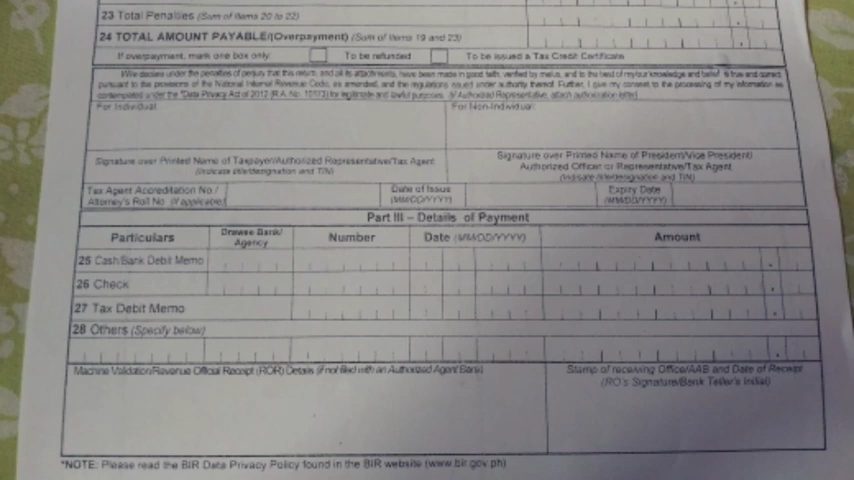 23 Total Penalties (Sum of Items 20 to 22)
24 TOTAL AMOUNT PAYABLE/(Overpayment) (Sum of Items 19 and 23)
If overpayment, mark one box only: To be refunded To be issued a Tax Credit Certificate
I/We declare under the penalties of perjury that this return, and all its attachments, have been made in good faith, verified by me/us, and to the best of my/our knowledge and belief, is true and correct,
pursuant to the provisions of the National Internal Revenue Code, as amended, and the regulations issued under authority thereof. Further, I give my consent to the processing of my information as
contemplated under the *Data Privacy Act of 2012 (R.A. No. 10173) for legitimate and lawful purposes. (If Authorized Representative, attach authorization letter)
For Individual: For Non-Individual:
Signature over Printed Name of Taxpayer/Authorized Representative/Tax Agent
(Indicate title/designation and TIN)
Signature over Printed Name of President/Vice President/
Authorized Officer or Representative/Tax Agent
(Indicate title/designation and TIN)
Tax Agent Accreditation No./
Attorney's Roll No. (if applicable)
Date of Issue
(MM/DD/YYYY)
Expiry Date
(MM/DD/YYYY)
Part III – Details of Payment
Particulars Drawee Bank/
Agency Number Date (MM/DD/YYYY) Amount
25 Cash/Bank Debit Memo
26 Check
27 Tax Debit Memo
28 Others (Specify below)
Machine Validation/Revenue Official Receipt (ROR) Details (if not filed with an Authorized Agent Bank)
Stamp of receiving Office/AAB and Date of Receipt
(RO's Signature/Bank Teller's Initial)
*NOTE: Please read the BIR Data Privacy Policy found in the BIR website (www.bir.gov.ph)